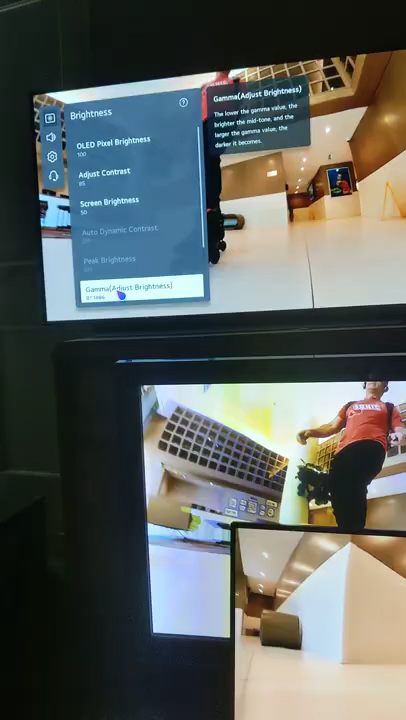 Brightness
OLED Pixel Brightness
100
Adjust Contrast
85
Screen Brightness
50
Auto Dynamic Contrast
Peak Brightness
Gamma(Adjust Brightness)
BT.1886
Gamma(Adjust Brightness)
The lower the gamma value, the
brighter the mid-tone, and the
larger the gamma value, the
darker it becomes.